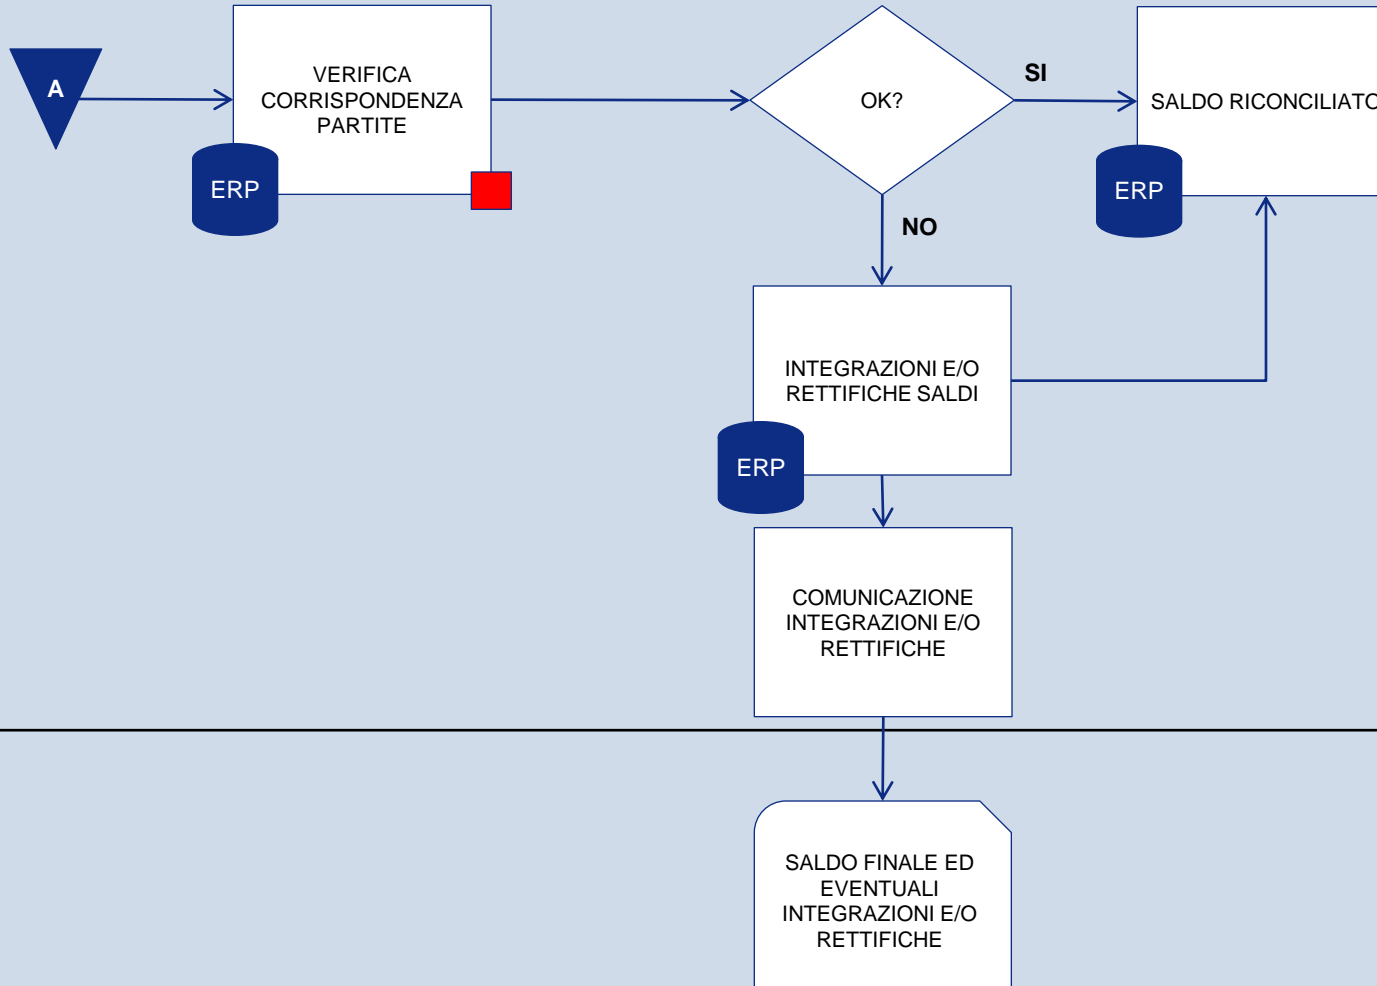 A
VERIFICA
CORRISPONDENZA
PARTITE
ERP
OK?
SI
SALDO RICONCILIATO
ERP
NO
INTEGRAZIONI E/O
RETTIFICHE SALDI
ERP
COMUNICAZIONE
INTEGRAZIONI E/O
RETTIFICHE
SALDO FINALE ED
EVENTUALI
INTEGRAZIONI E/O
RETTIFICHE